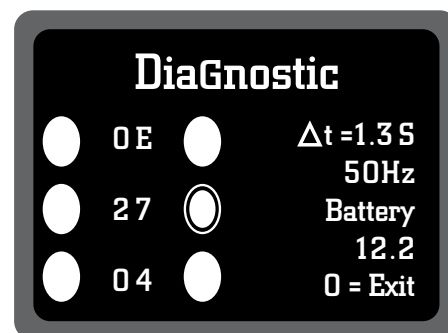 DiaGnostic
0E
27
04
Δt =1.3 S
50Hz
Battery
12.2
0 = Exit